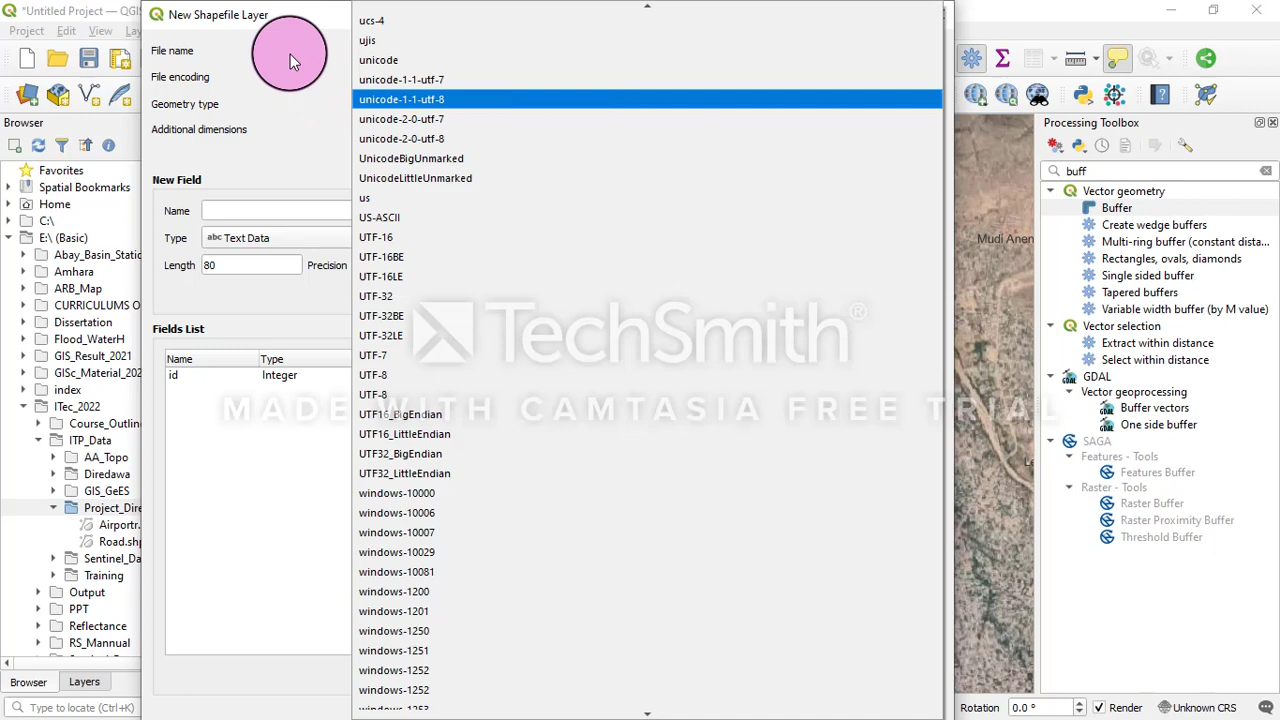 *Untitled Project — QGIS
New Shapefile Layer
Project
Edit
View
File name
File encoding
Geometry type
Additional dimensions
New Field
Name
Type
abc Text Data
Length
80
Precision
Fields List
Name
Type
id
Integer
Browser
Favorites
Spatial Bookmarks
Home
C:\
E:\ (Basic)
Abay_Basin_Stati
Amhara
ARB_Map
CURRICULUMS O
Dissertation
Flood_WaterH
GIS_Result_2021
GISc_Material_202
index
ITec_2022
Course_Outlin
ITP_Data
AA_Topo
Diredawa
GIS_GeES
Project_Dire
Airportr.
Road.shp
Sentinel_Da
Training
Output
PPT
Reflectance
RS_Mannual
Browser
Layers
Type to locate (Ctrl+K)
ucs-4
ujis
unicode
unicode-1-1-utf-7
unicode-1-1-utf-8
unicode-2-0-utf-7
unicode-2-0-utf-8
UnicodeBigUnmarked
UnicodeLittleUnmarked
us
US-ASCII
UTF-16
UTF-16BE
UTF-16LE
UTF-32
UTF-32BE
UTF-32LE
UTF-7
UTF-8
UTF-8
UTF16_BigEndian
UTF16_LittleEndian
UTF32_BigEndian
UTF32_LittleEndian
windows-10000
windows-10006
windows-10007
windows-10029
windows-10081
windows-1200
windows-1201
windows-1250
windows-1251
windows-1252
windows-1252
windows-1253
TechSmith®
MADE WITH CAMTASIA FREE TRIAL
Mudi Anen
Processing Toolbox
buff
Vector geometry
Buffer
Create wedge buffers
Multi-ring buffer (constant dista...
Rectangles, ovals, diamonds
Single sided buffer
Tapered buffers
Variable width buffer (by M value)
Vector selection
Extract within distance
Select within distance
GDAL
Vector geoprocessing
Buffer vectors
One side buffer
SAGA
Features - Tools
Features Buffer
Raster - Tools
Raster Buffer
Raster Proximity Buffer
Threshold Buffer
Rotation
0.0 °
Render
Unknown CRS